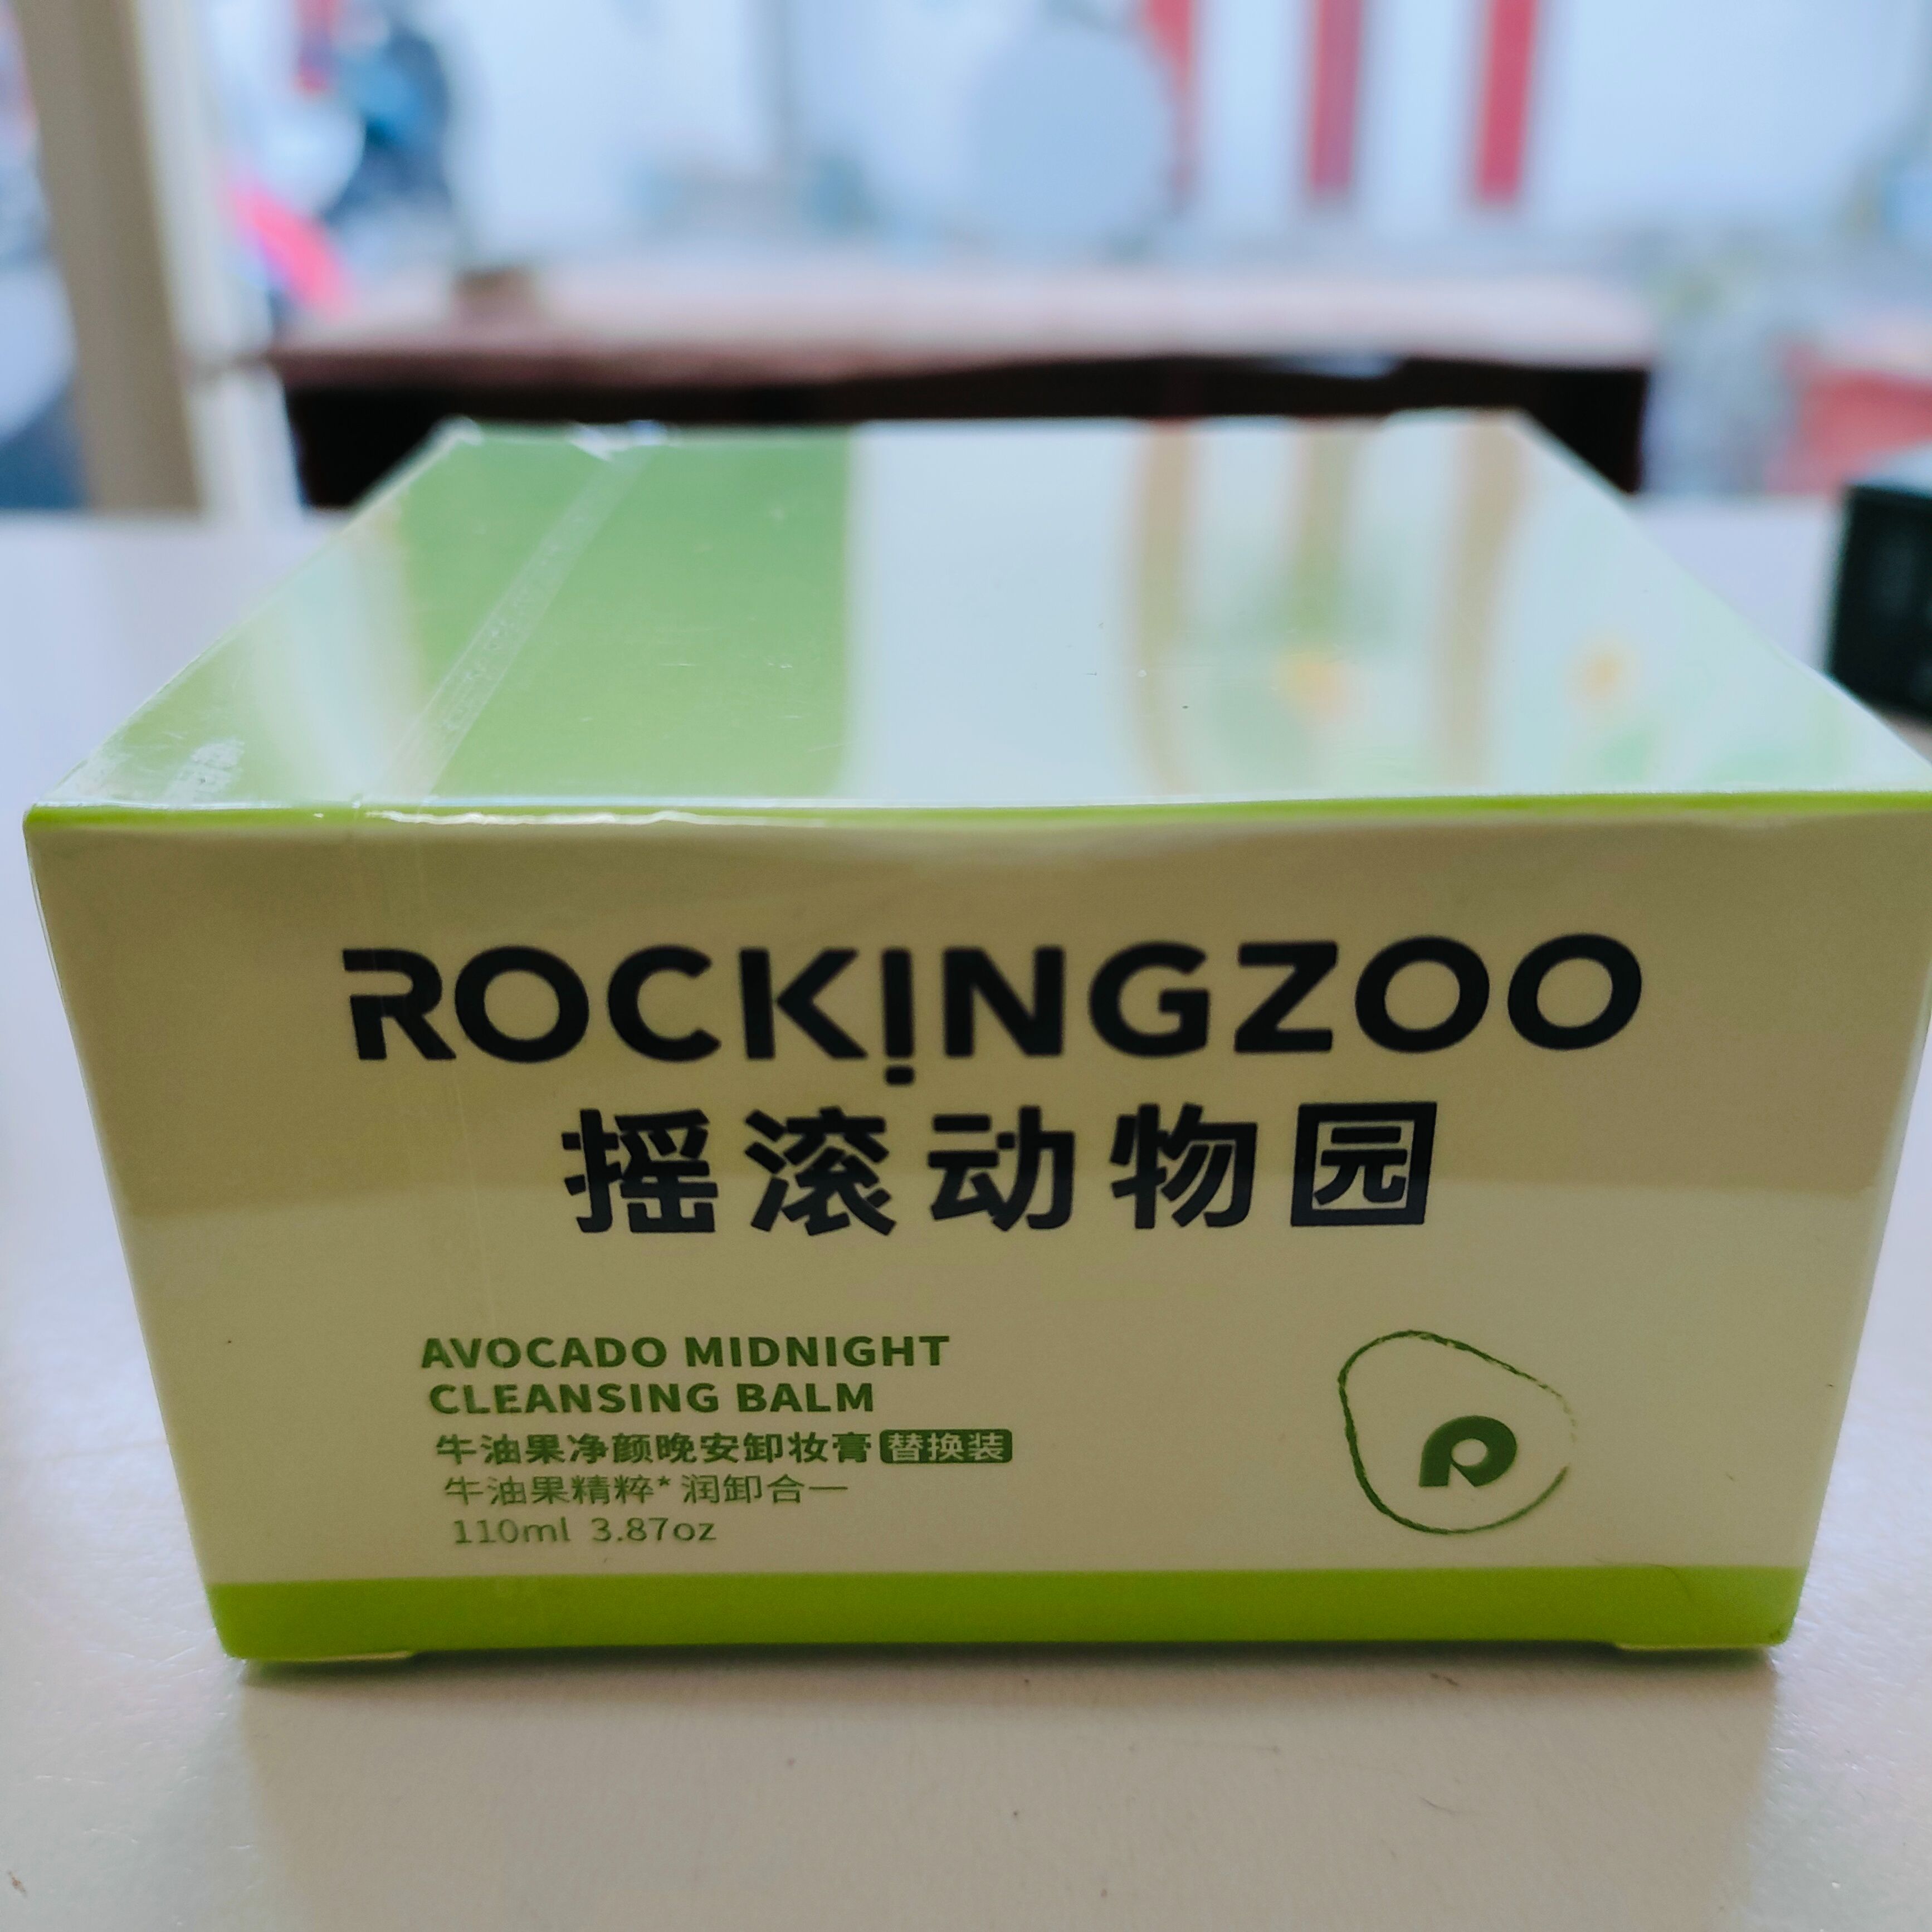 ROCKINGZOO
摇滚动物园
AVOCADO MIDNIGHT
CLEANSING BALM
牛油果净颜晚安卸妆膏 替换装
牛油果精粹* 润卸合一
110ml 3.87oz